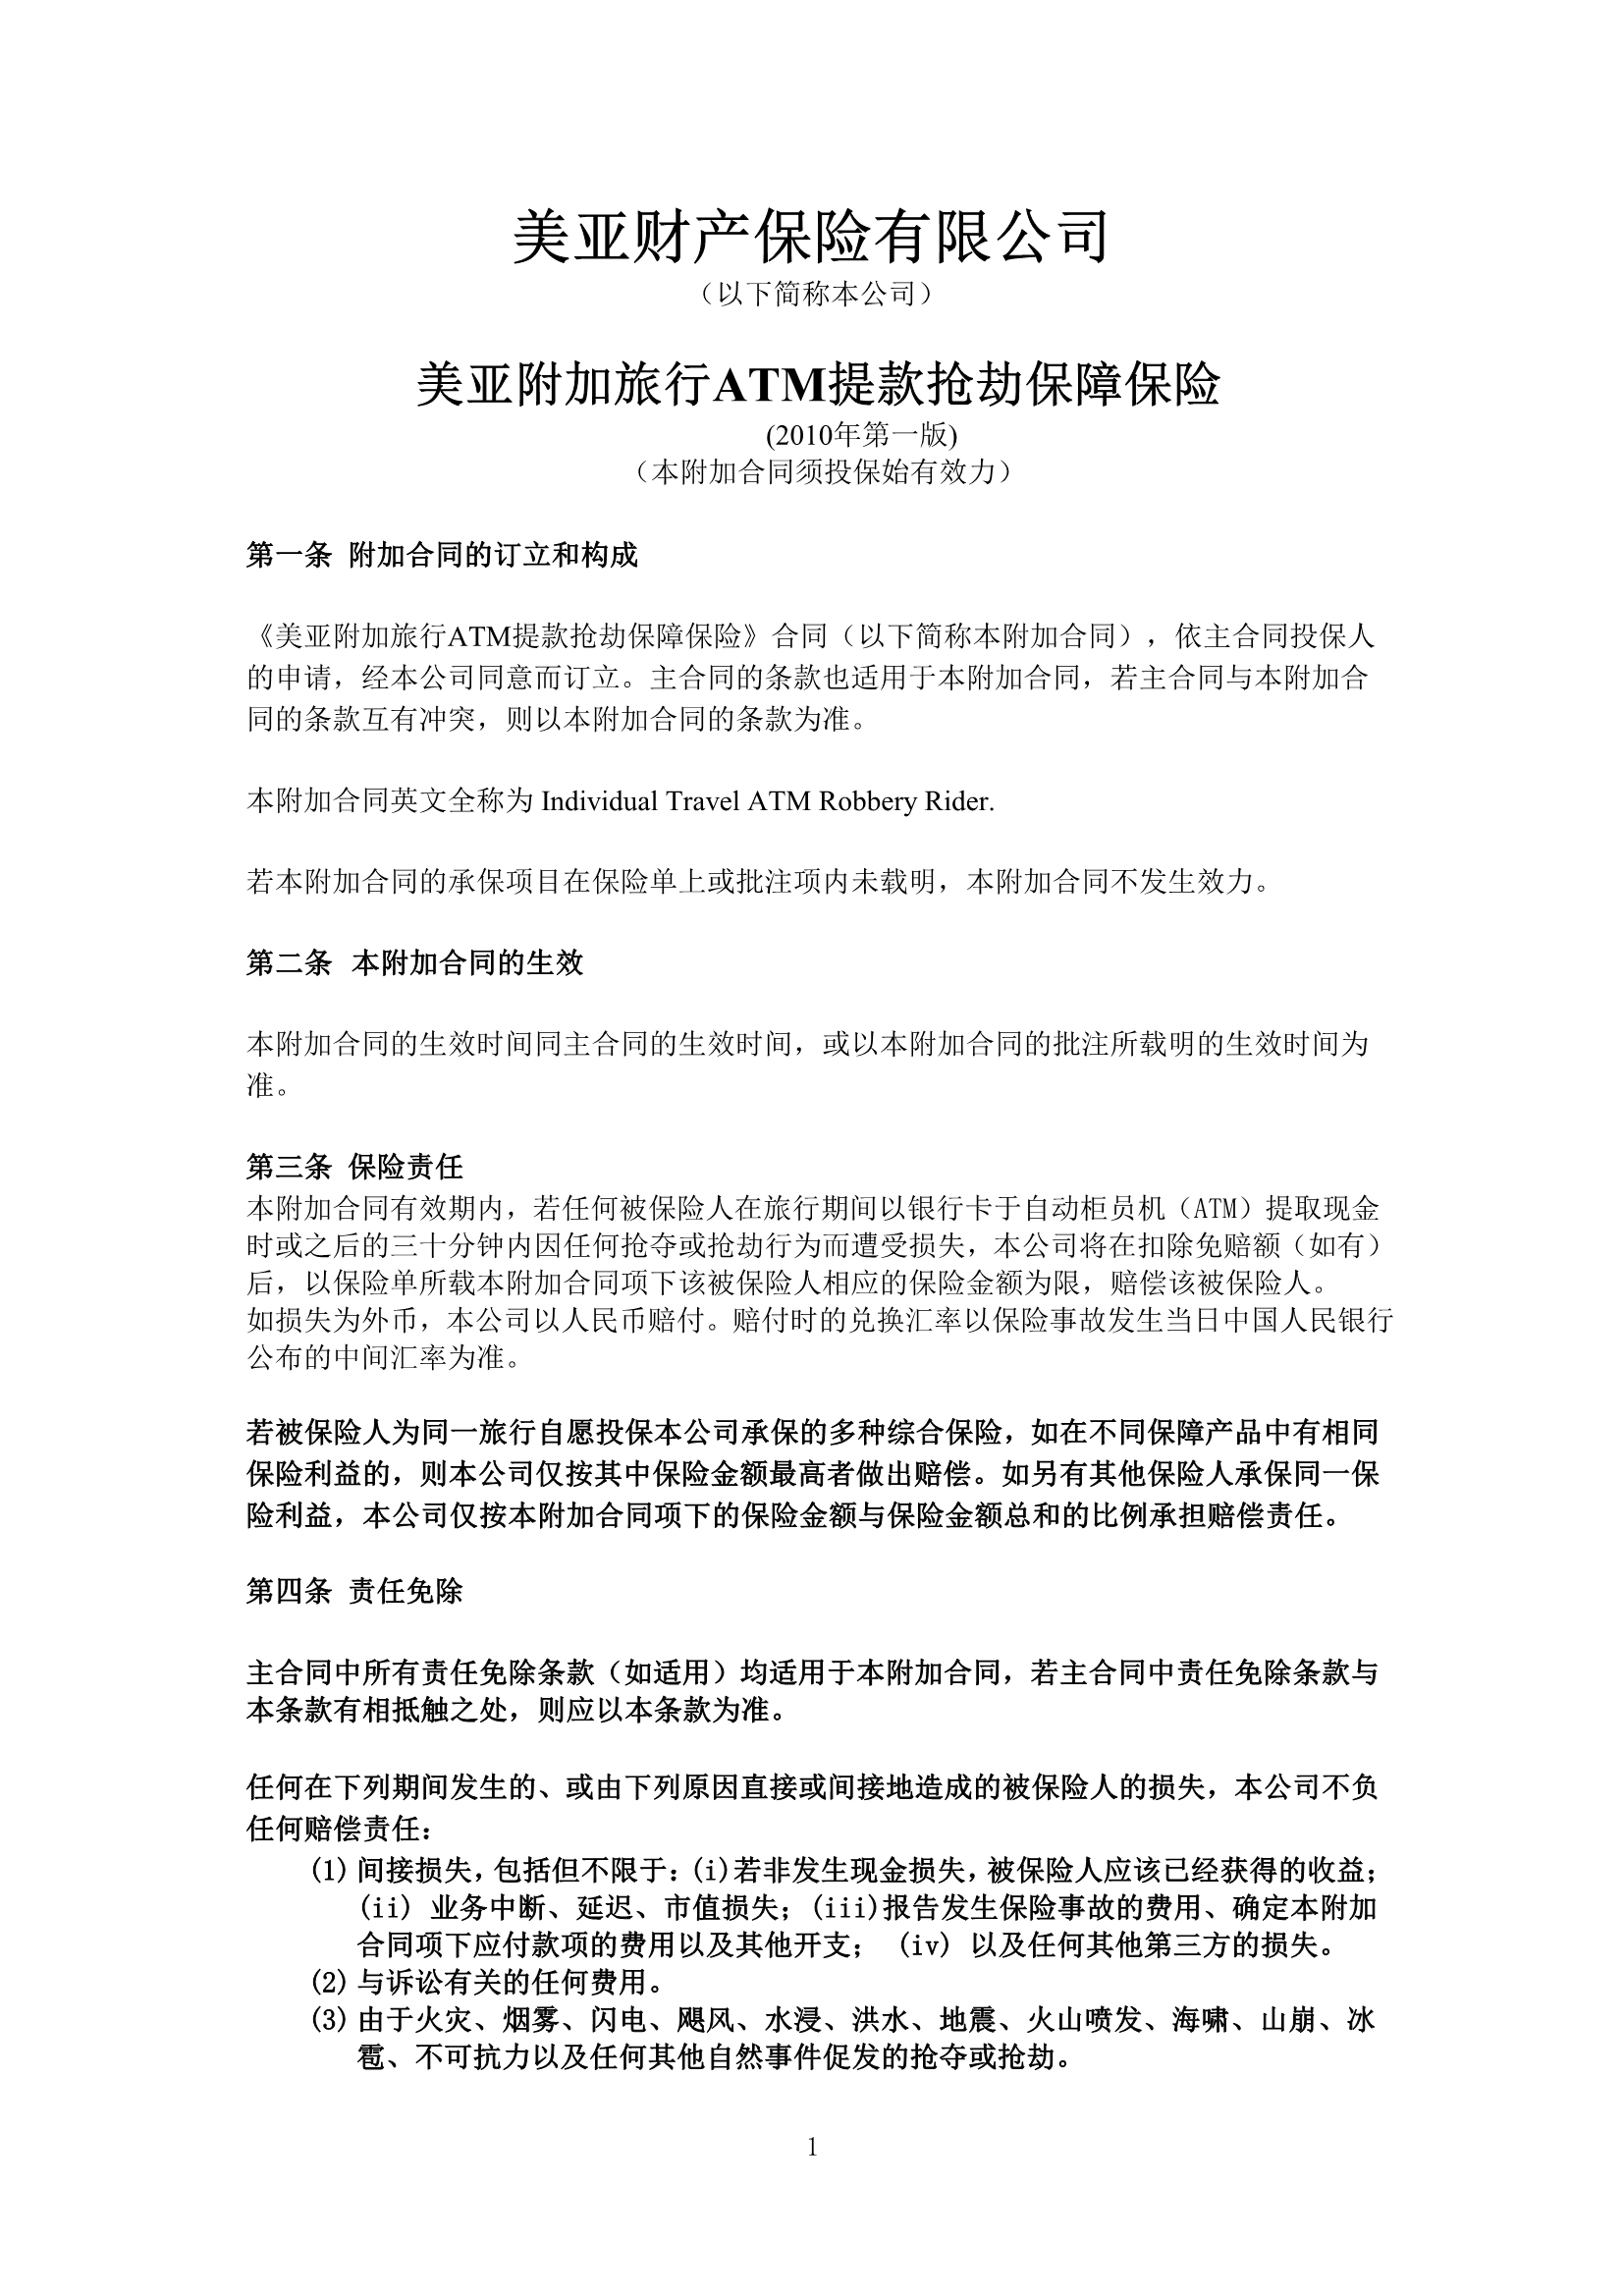 美亚财产保险有限公司
（以下简称本公司）
美亚附加旅行ATM提款抢劫保障保险
(2010年第一版)
（本附加合同须投保始有效力）
第一条 附加合同的订立和构成
《美亚附加旅行ATM提款抢劫保障保险》合同（以下简称本附加合同），依主合同投保人
的申请，经本公司同意而订立。主合同的条款也适用于本附加合同，若主合同与本附加合
同的条款互有冲突，则以本附加合同的条款为准。
本附加合同英文全称为 Individual Travel ATM Robbery Rider.
若本附加合同的承保项目在保险单上或批注项内未载明，本附加合同不发生效力。
第二条 本附加合同的生效
本附加合同的生效时间同主合同的生效时间，或以本附加合同的批注所载明的生效时间为
准。
第三条 保险责任
本附加合同有效期内，若任何被保险人在旅行期间以银行卡于自动柜员机（ATM）提取现金
时或之后的三十分钟内因任何抢夺或抢劫行为而遭受损失，本公司将在扣除免赔额（如有）
后，以保险单所载本附加合同项下该被保险人相应的保险金额为限，赔偿该被保险人。
如损失为外币，本公司以人民币赔付。赔付时的兑换汇率以保险事故发生当日中国人民银行
公布的中间汇率为准。
若被保险人为同一旅行自愿投保本公司承保的多种综合保险，如在不同保障产品中有相同
保险利益的，则本公司仅按其中保险金额最高者做出赔偿。如另有其他保险人承保同一保
险利益，本公司仅按本附加合同项下的保险金额与保险金额总和的比例承担赔偿责任。
第四条 责任免除
主合同中所有责任免除条款（如适用）均适用于本附加合同，若主合同中责任免除条款与
本条款有相抵触之处，则应以本条款为准。
任何在下列期间发生的、或由下列原因直接或间接地造成的被保险人的损失，本公司不负
任何赔偿责任：
(1) 间接损失，包括但不限于：(i)若非发生现金损失，被保险人应该已经获得的收益；
(ii) 业务中断、延迟、市值损失；(iii)报告发生保险事故的费用、确定本附加
合同项下应付款项的费用以及其他开支； (iv) 以及任何其他第三方的损失。
(2) 与诉讼有关的任何费用。
(3) 由于火灾、烟雾、闪电、飓风、水浸、洪水、地震、火山喷发、海啸、山崩、冰
雹、不可抗力以及任何其他自然事件促发的抢夺或抢劫。
1